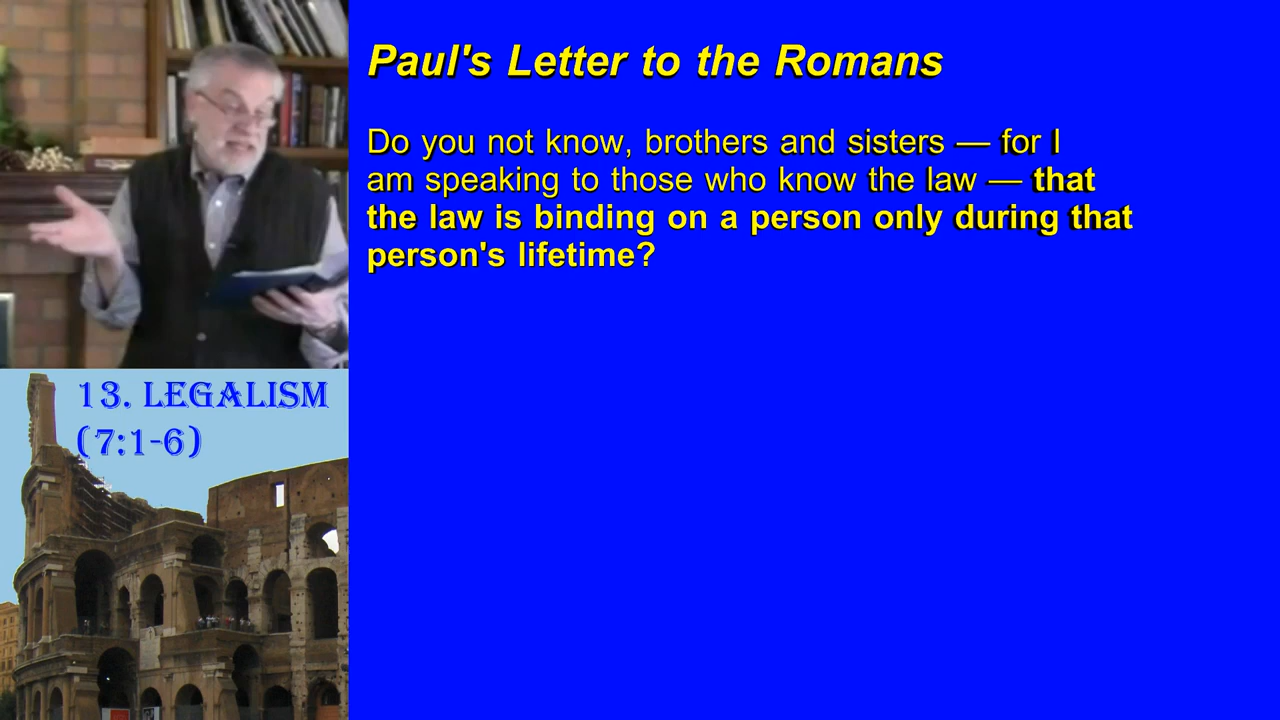 Paul's Letter to the Romans
Do you not know, brothers and sisters — for I
am speaking to those who know the law — that
the law is binding on a person only during that
person's lifetime?
13. LEGALISM
(7:1-6)